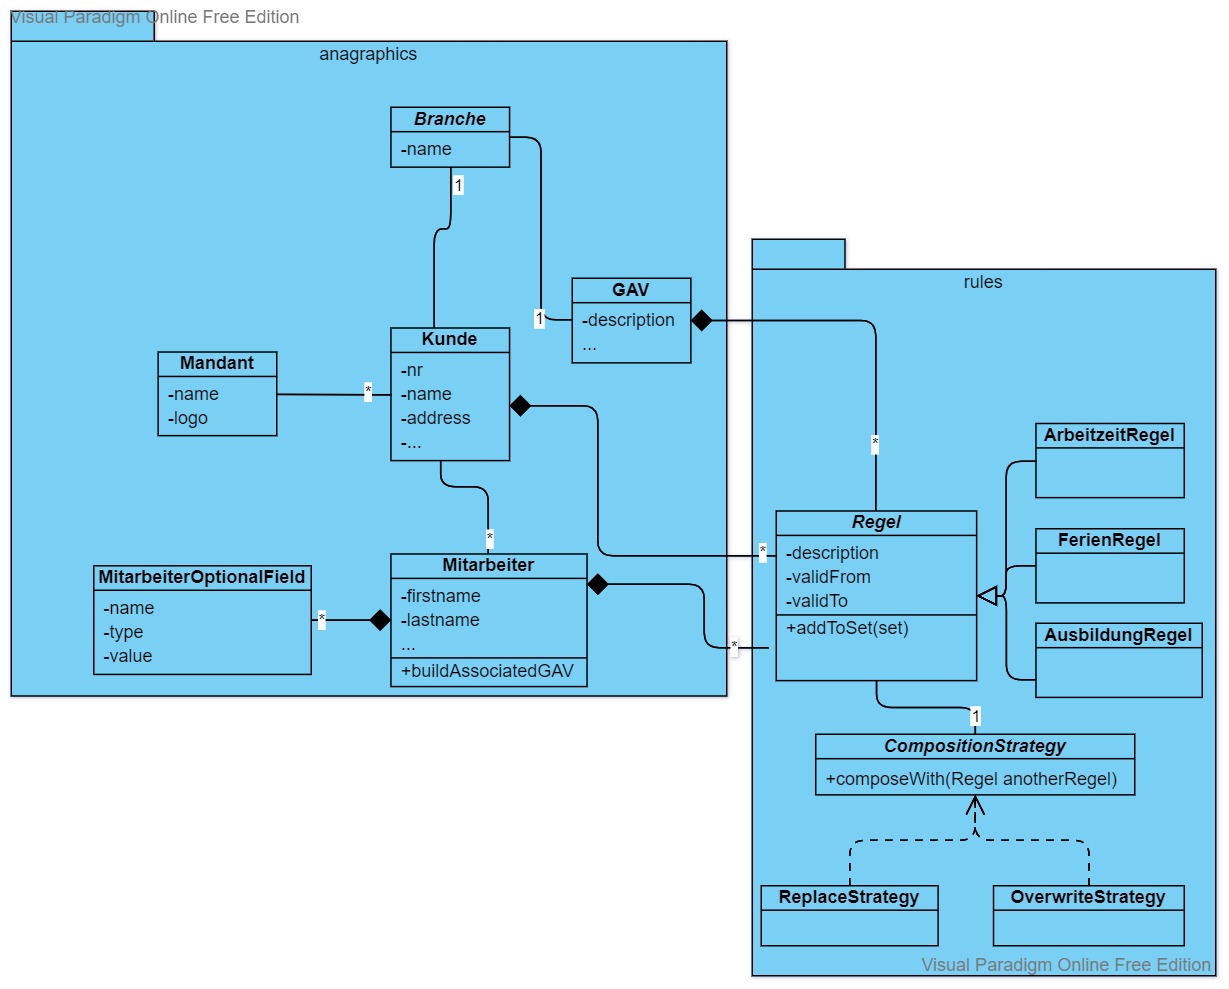 Visual Paradigm Online Free Edition
anagraphics
Branche
-name
1
GAV
-description
...
1
Kunde
-nr
-name
-address
-...
Mandant
-name
-logo
*
*
Mitarbeiter
-firstname
-lastname
...
+buildAssociatedGAV
MitarbeiterOptionalField
-name
-type
-value
*
rules
*
*
*
Regel
-description
-validFrom
-validTo
+addToSet(set)
ArbeitzeitRegel
FerienRegel
AusbildungRegel
1
CompositionStrategy
+composeWith(Regel anotherRegel)
ReplaceStrategy
OverwriteStrategy
Visual Paradigm Online Free Edition